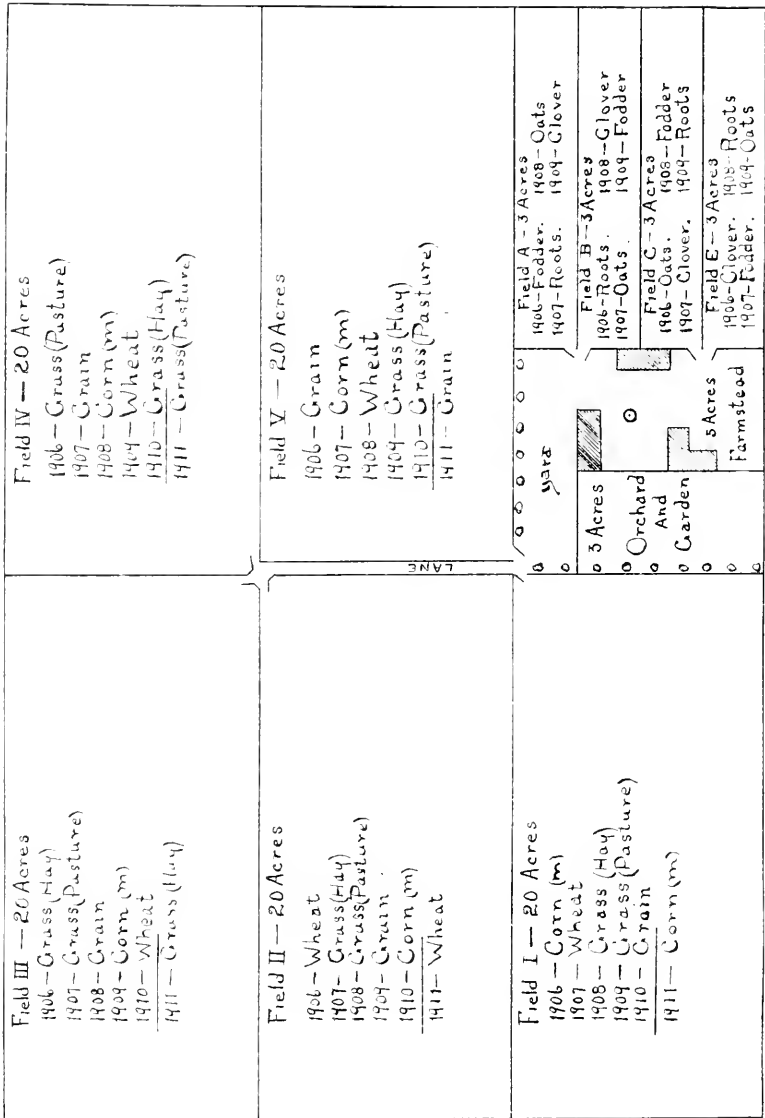 Field III — 20 Acres
1906 – Grass (Hay)
1907 – Grass (Pasture)
1908 – Grain
1909 – Corn (m)
1910 – Wheat
1911 – Grass (Hay)
Field IV — 20 Acres
1906 – Grass (Pasture)
1907 – Grain
1908 – Corn (m)
1909 – Wheat
1910 – Grass (Hay)
1911 – Grass (Pasture)
Field II — 20 Acres
1906 – Wheat
1907 – Grass (Hay)
1908 – Grass (Pasture)
1909 – Grain.
1910 – Corn (m)
1911 – Wheat
LANE
Field V — 20 Acres
1906 – Grain
1907 – Corn (m)
1908 – Wheat
1909 – Grass (Hay)
1910 – Grass (Pasture)
1911 – Grain.
Field I — 20 Acres
1906 – Corn (m)
1907 – Wheat
1908 – Grass (Hay)
1909 – Grass (Pasture)
1910 – Grain
1911 – Corn (m)
yard
3 Acres
Orchard
And
Garden
5 Acres
Farmstead
Field A – 3 Acres
1906 – Fodder. 1908 – Oats
1907 – Roots. 1909 – Clover
Field B – 3 Acres
1906 – Roots. 1908 – Clover
1907 – Oats. 1909 – Fodder
Field C – 3 Acres
1906 – Oats. 1908 – Fodder
1907 – Clover. 1909 – Roots
Field E – 3 Acres
1906 – Clover. 1908 – Roots
1907 – Fodder. 1909 – Oats